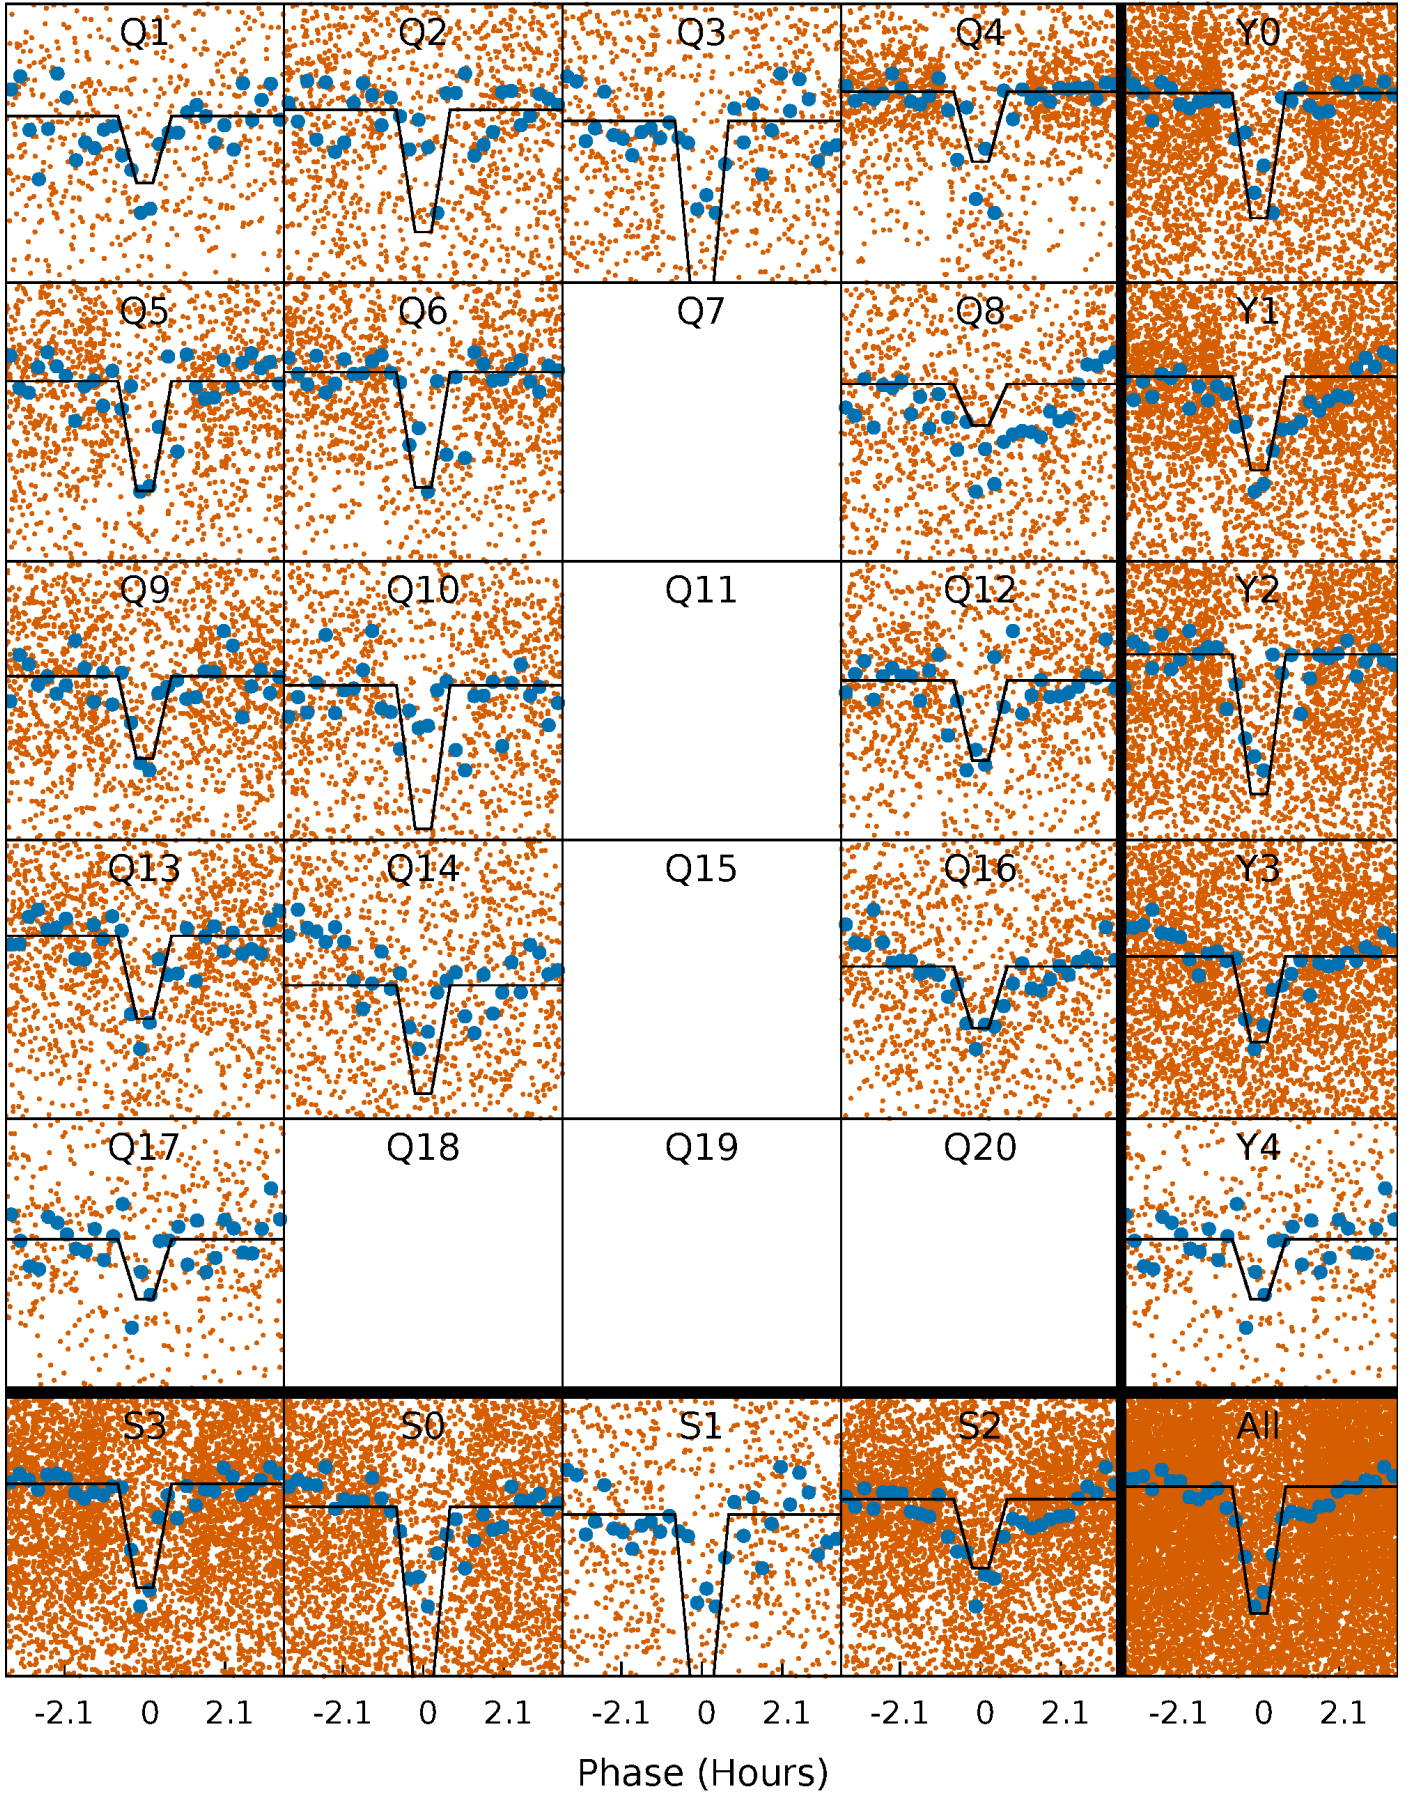 Q1 Q2 Q3 Q4 Y0
Q5 Q6 Q7 Q8 Y1
Q9 Q10 Q11 Q12 Y2
Q13 Q14 Q15 Q16 Y3
Q17 Q18 Q19 Q20 Y4
S3 S0 S1 S2 All
-2.1 0 2.1 -2.1 0 2.1 -2.1 0 2.1 -2.1 0 2.1 -2.1 0 2.1
Phase (Hours)